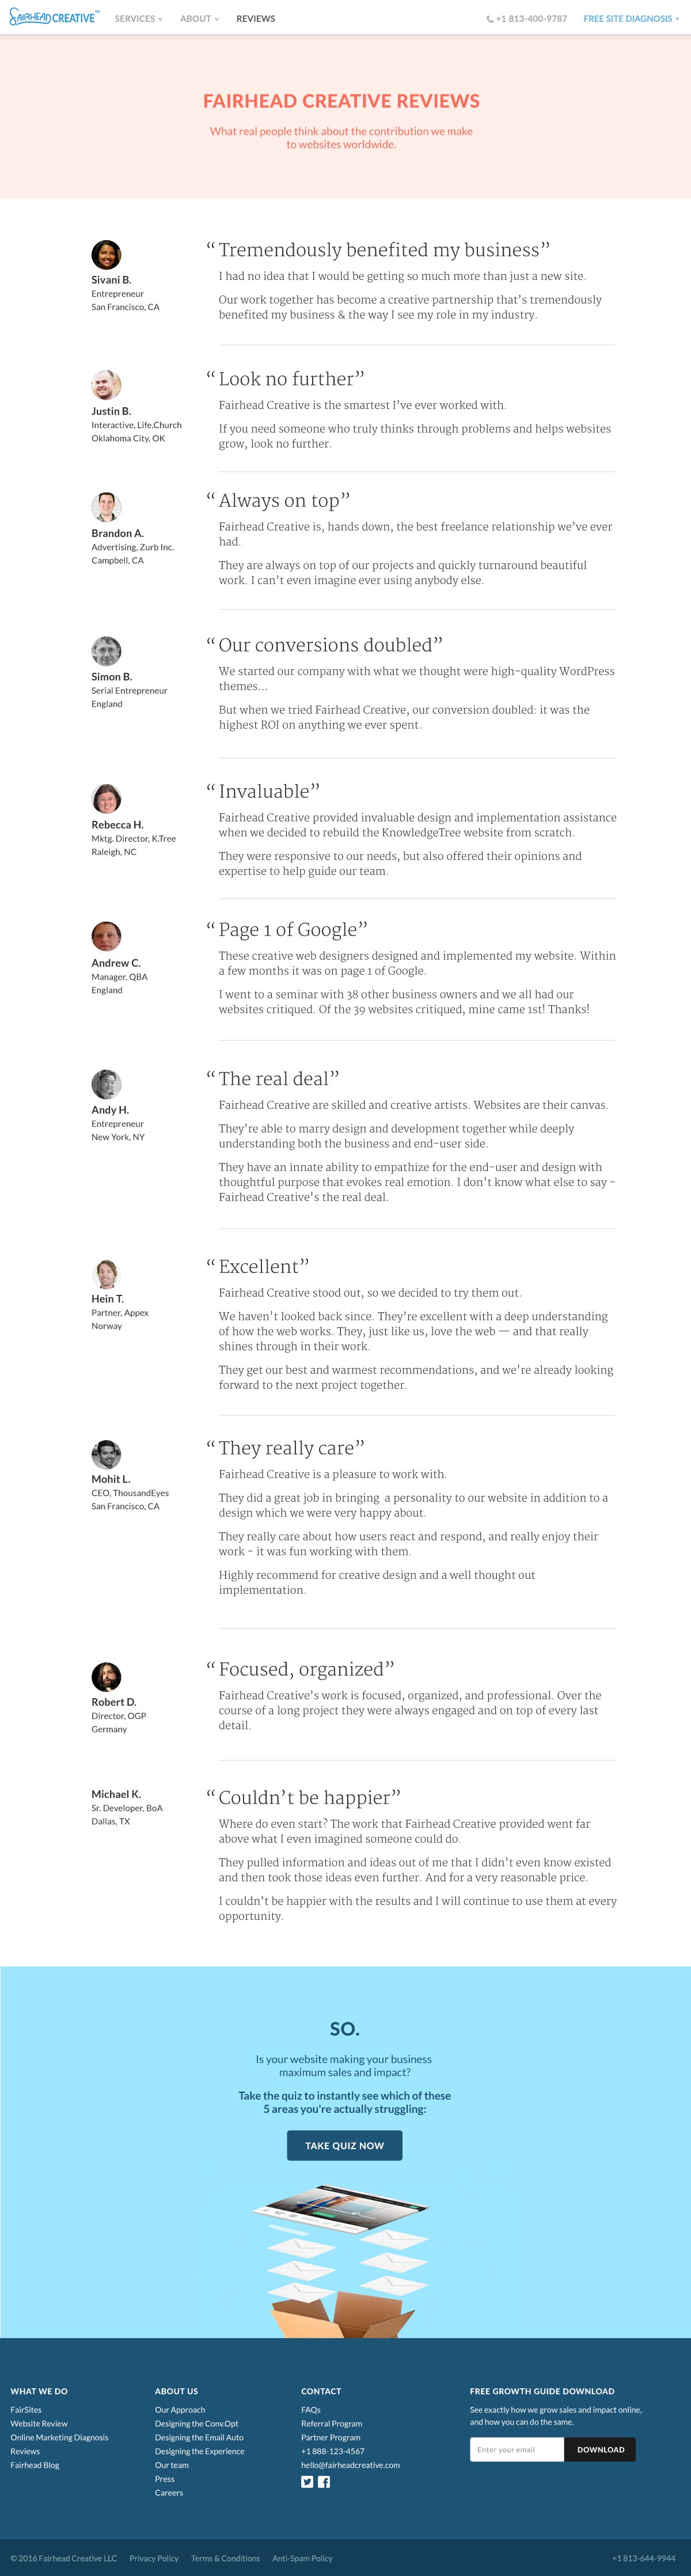 FAIRHEAD CREATIVE™
SERVICES
ABOUT
REVIEWS
+1 813-400-9787
FREE SITE DIAGNOSIS
FAIRHEAD CREATIVE REVIEWS
What real people think about the contribution we make
to websites worldwide.
Sivani B.
Entrepreneur
San Francisco, CA
“Tremendously benefited my business”
I had no idea that I would be getting so much more than just a new site.
Our work together has become a creative partnership that’s tremendously
benefited my business & the way I see my role in my industry.
Justin B.
Interactive, Life.Church
Oklahoma City, OK
“Look no further”
Fairhead Creative is the smartest I’ve ever worked with.
If you need someone who truly thinks through problems and helps websites
grow, look no further.
Brandon A.
Advertising, Zurb Inc.
Campbell, CA
“Always on top”
Fairhead Creative is, hands down, the best freelance relationship we’ve ever
had.
They are always on top of our projects and quickly turnaround beautiful
work. I can’t even imagine ever using anybody else.
Simon B.
Serial Entrepreneur
England
“Our conversions doubled”
We started our company with what we thought were high-quality WordPress
themes…
But when we tried Fairhead Creative, our conversion doubled: it was the
highest ROI on anything we ever spent.
Rebecca H.
Mktg. Director, K.Tree
Raleigh, NC
“Invaluable”
Fairhead Creative provided invaluable design and implementation assistance
when we decided to rebuild the KnowledgeTree website from scratch.
They were responsive to our needs, but also offered their opinions and
expertise to help guide our team.
Andrew C.
Manager, QBA
England
“Page 1 of Google”
These creative web designers designed and implemented my website. Within
a few months it was on page 1 of Google.
I went to a seminar with 38 other business owners and we all had our
websites critiqued. Of the 39 websites critiqued, mine came 1st! Thanks!
Andy H.
Entrepreneur
New York, NY
“The real deal”
Fairhead Creative are skilled and creative artists. Websites are their canvas.
They’re able to marry design and development together while deeply
understanding both the business and end-user side.
They have an innate ability to empathize for the end-user and design with
thoughtful purpose that evokes real emotion. I don't know what else to say -
Fairhead Creative's the real deal.
Hein T.
Partner, Appex
Norway
“Excellent”
Fairhead Creative stood out, so we decided to try them out.
We haven't looked back since. They’re excellent with a deep understanding
of how the web works. They, just like us, love the web — and that really
shines through in their work.
They get our best and warmest recommendations, and we're already looking
forward to the next project together.
Mohit L.
CEO, ThousandEyes
San Francisco, CA
“They really care”
Fairhead Creative is a pleasure to work with.
They did a great job in bringing a personality to our website in addition to a
design which we were very happy about.
They really care about how users react and respond, and really enjoy their
work - it was fun working with them.
Highly recommend for creative design and a well thought out
implementation.
Robert D.
Director, OGP
Germany
“Focused, organized”
Fairhead Creative’s work is focused, organized, and professional. Over the
course of a long project they were always engaged and on top of every last
detail.
Michael K.
Sr. Developer, BoA
Dallas, TX
“Couldn’t be happier”
Where do even start? The work that Fairhead Creative provided went far
above what I even imagined someone could do.
They pulled information and ideas out of me that I didn't even know existed
and then took those ideas even further. And for a very reasonable price.
I couldn’t be happier with the results and I will continue to use them at every
opportunity.
SO.
Is your website making your business
maximum sales and impact?
Take the quiz to instantly see which of these
5 areas you're actually struggling:
TAKE QUIZ NOW
WHAT WE DO
FairSites
Website Review
Online Marketing Diagnosis
Reviews
Fairhead Blog
ABOUT US
Our Approach
Designing the Conv.Opt
Designing the Email Auto
Designing the Experience
Our team
Press
Careers
CONTACT
FAQs
Referral Program
Partner Program
+1 888-123-4567
hello@fairheadcreative.com
FREE GROWTH GUIDE DOWNLOAD
See exactly how we grow sales and impact online,
and how you can do the same.
Enter your email
DOWNLOAD
© 2016 Fairhead Creative LLC
Privacy Policy
Terms & Conditions
Anti-Spam Policy
+1 813-644-9944